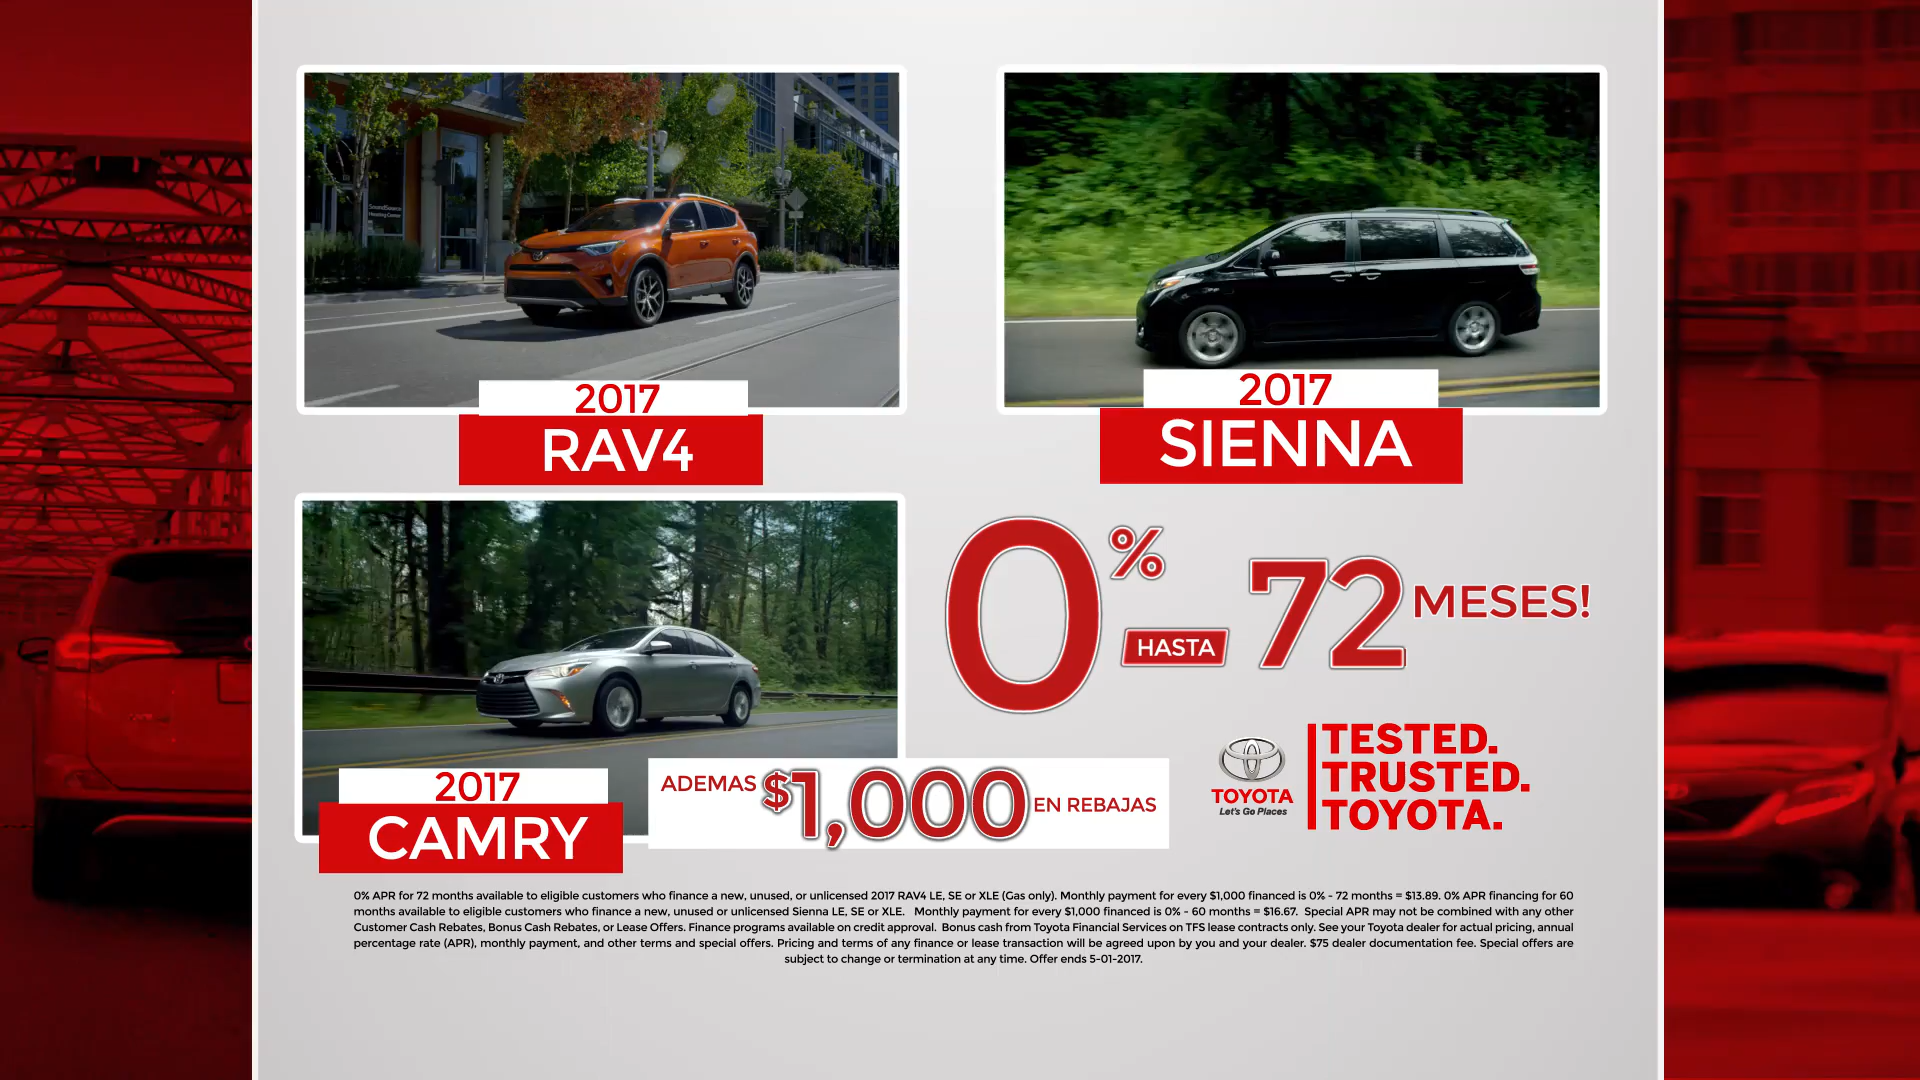 SoundSource
Hearing Center
2017
RAV4
2017
SIENNA
2017
CAMRY
0% HASTA 72 MESES!
ADEMAS $1,000 EN REBAJAS
TOYOTA
Let's Go Places
TESTED.
TRUSTED.
TOYOTA.
0% APR for 72 months available to eligible customers who finance a new, unused, or unlicensed 2017 RAV4 LE, SE or XLE (Gas only). Monthly payment for every $1,000 financed is 0% - 72 months = $13.89. 0% APR financing for 60
months available to eligible customers who finance a new, unused or unlicensed Sienna LE, SE or XLE. Monthly payment for every $1,000 financed is 0% - 60 months = $16.67. Special APR may not be combined with any other
Customer Cash Rebates, Bonus Cash Rebates, or Lease Offers. Finance programs available on credit approval. Bonus cash from Toyota Financial Services on TFS lease contracts only. See your Toyota dealer for actual pricing, annual
percentage rate (APR), monthly payment, and other terms and special offers. Pricing and terms of any finance or lease transaction will be agreed upon by you and your dealer. $75 dealer documentation fee. Special offers are
subject to change or termination at any time. Offer ends 5-01-2017.